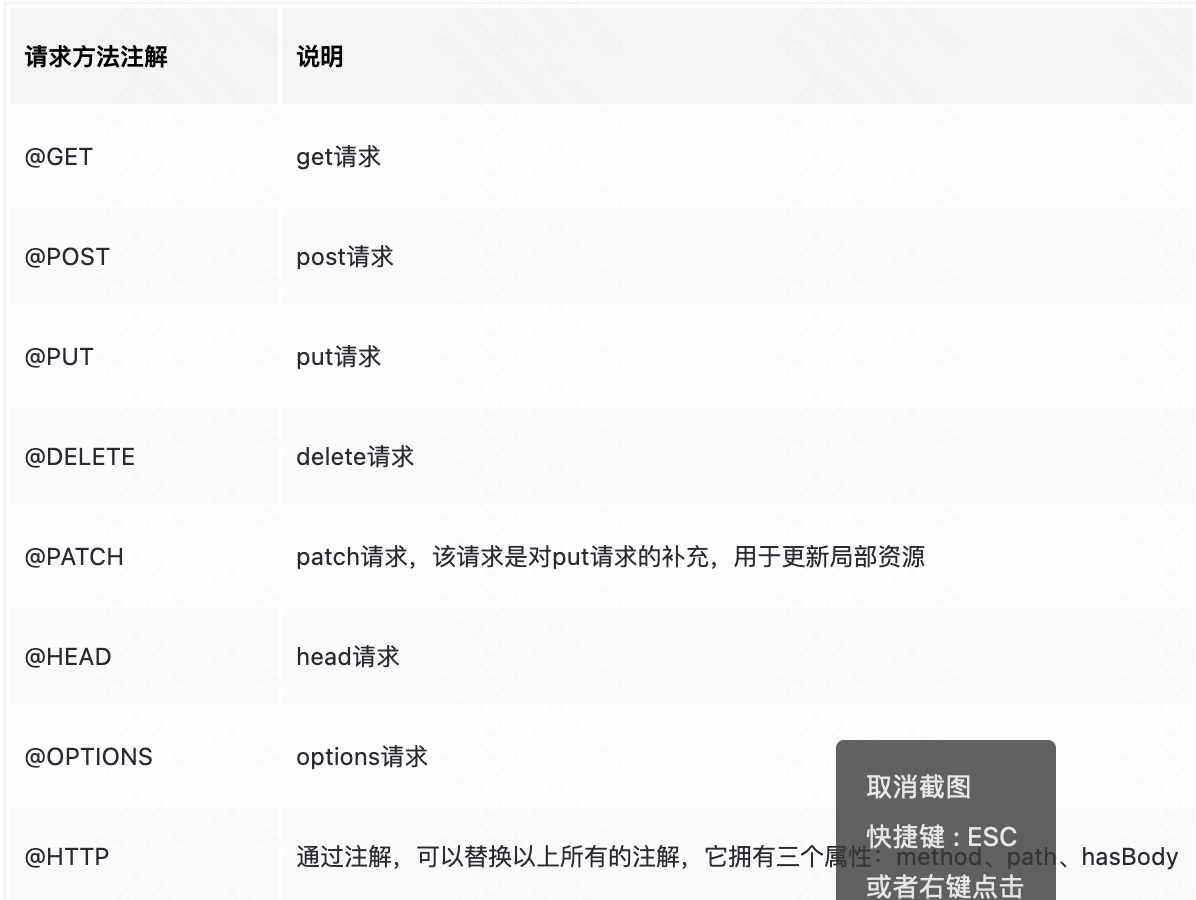 请求方法注解 说明
@GET get请求
@POST post请求
@PUT put请求
@DELETE delete请求
@PATCH patch请求，该请求是对put请求的补充，用于更新局部资源
@HEAD head请求
@OPTIONS options请求
@HTTP 通过注解，可以替换以上所有的注解，它拥有三个属性：method、path、hasBody
取消截图
快捷键 : ESC
或者右键点击